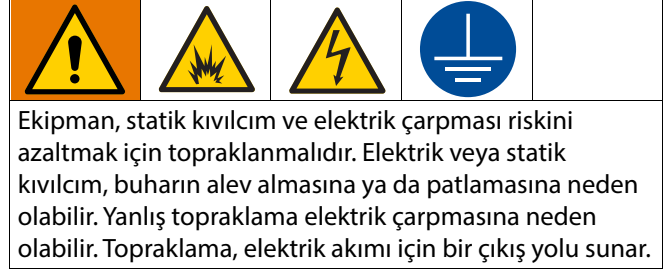 Ekipman, statik kıvılcım ve elektrik çarpması riskini
azaltmak için topraklanmalıdır. Elektrik veya statik
kıvılcım, buharın alev almasına ya da patlamasına neden
olabilir. Yanlış topraklama elektrik çarpmasına neden
olabilir. Topraklama, elektrik akımı için bir çıkış yolu sunar.